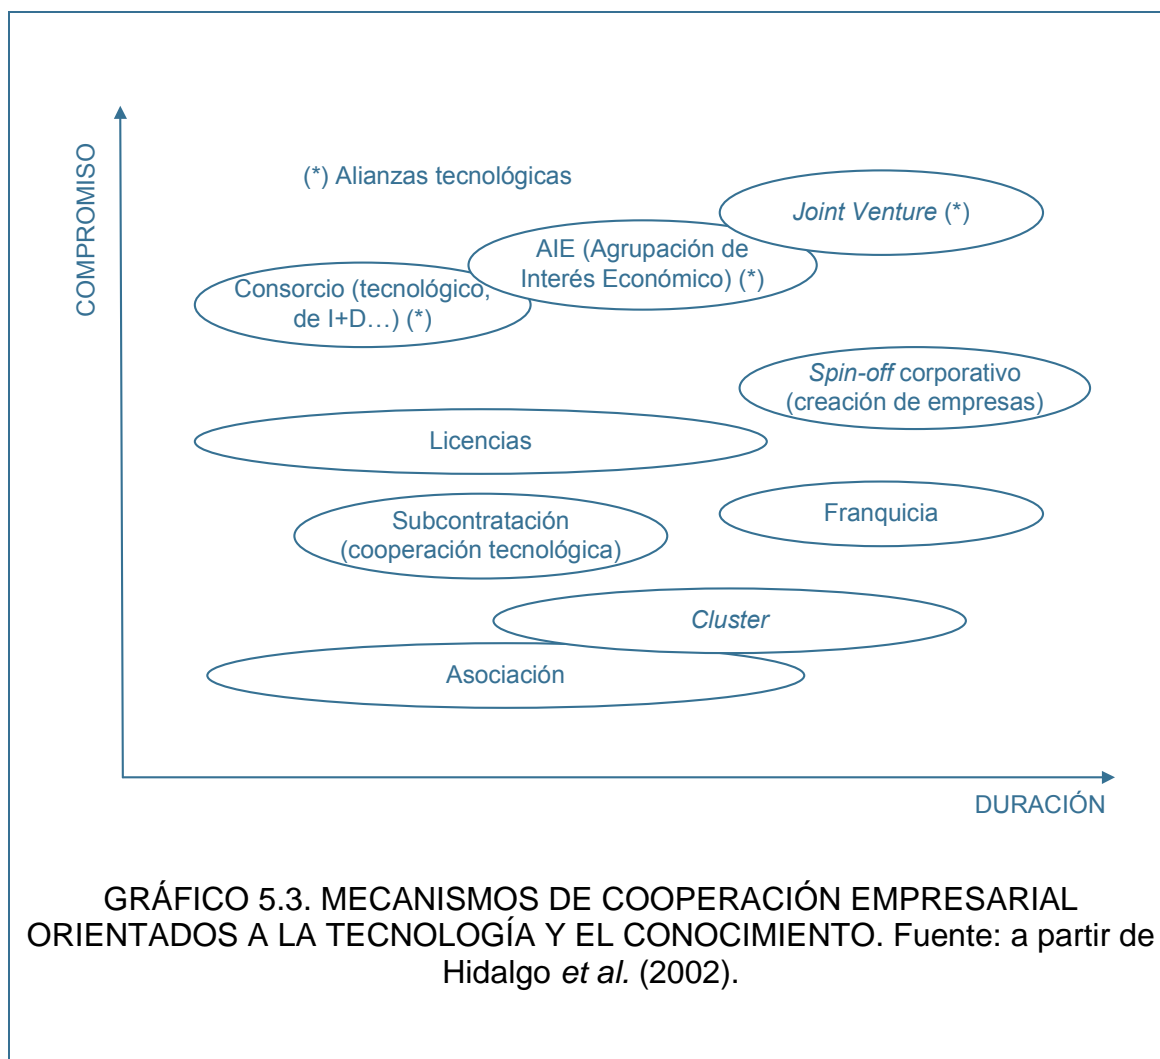 COMPROMISO
(*) Alianzas tecnológicas
Joint Venture (*)
AIE (Agrupación de
Interés Económico) (*)
Consorcio (tecnológico,
de I+D…) (*)
Spin-off corporativo
(creación de empresas)
Licencias
Franquicia
Subcontratación
(cooperación tecnológica)
Cluster
Asociación
DURACIÓN
GRÁFICO 5.3. MECANISMOS DE COOPERACIÓN EMPRESARIAL
ORIENTADOS A LA TECNOLOGÍA Y EL CONOCIMIENTO. Fuente: a partir de
Hidalgo et al. (2002).